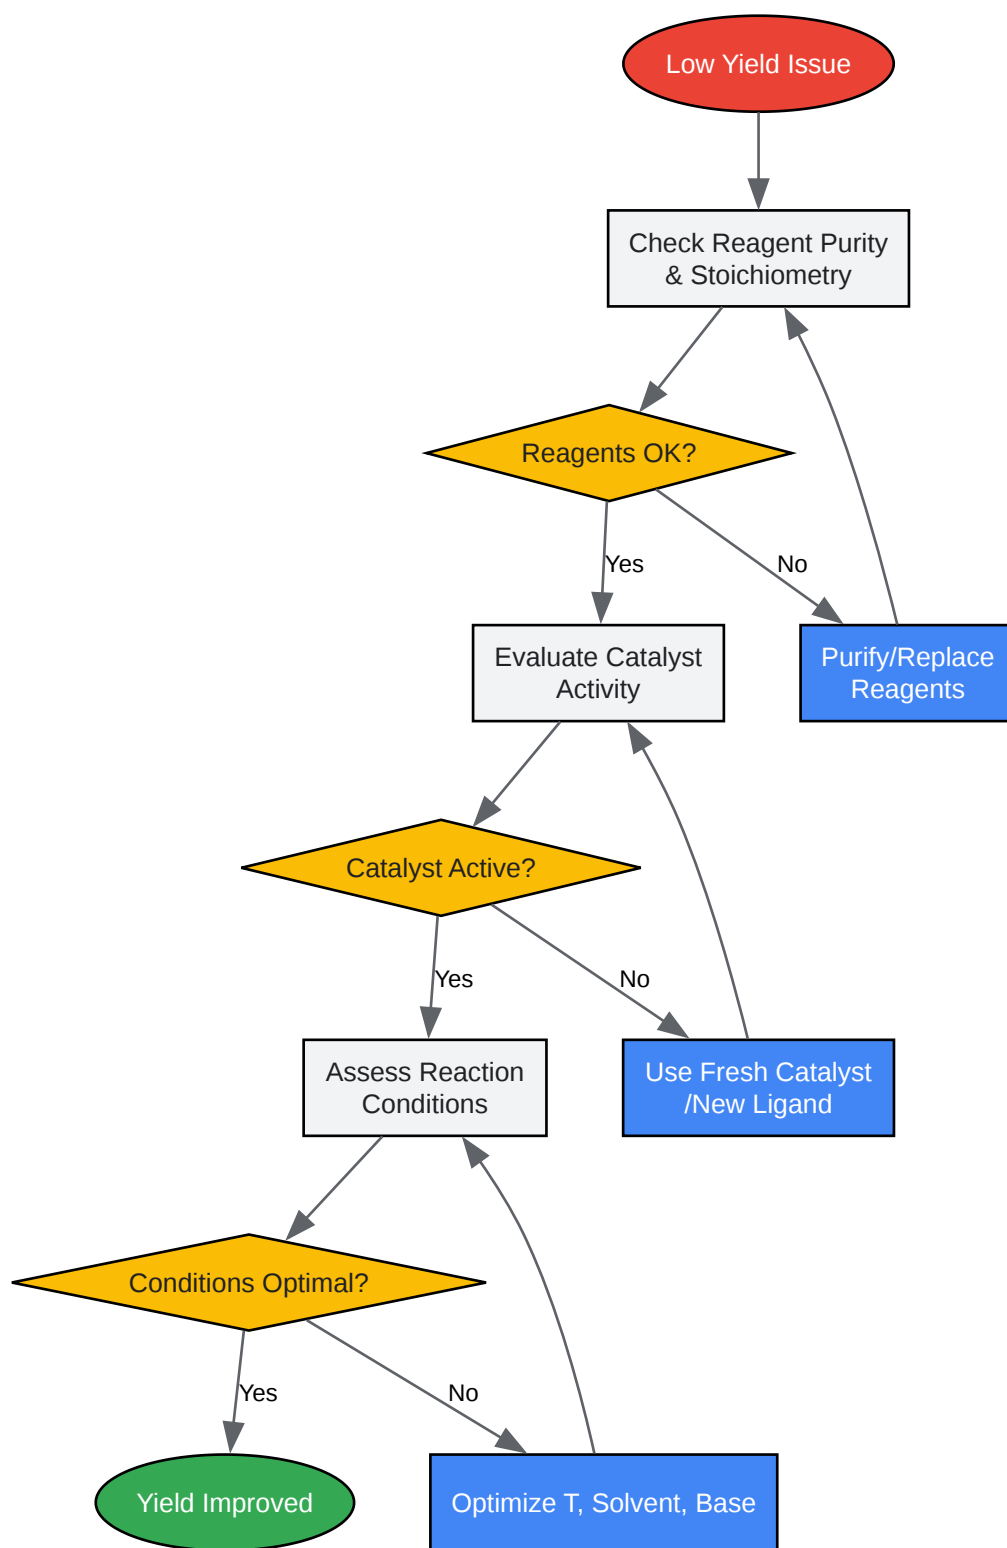 Low Yield Issue
Check Reagent Purity
& Stoichiometry
Reagents OK?
Yes
No
Evaluate Catalyst
Activity
Purify/Replace
Reagents
Catalyst Active?
Yes
No
Assess Reaction
Conditions
Use Fresh Catalyst
/New Ligand
Conditions Optimal?
Yes
No
Yield Improved
Optimize T, Solvent, Base